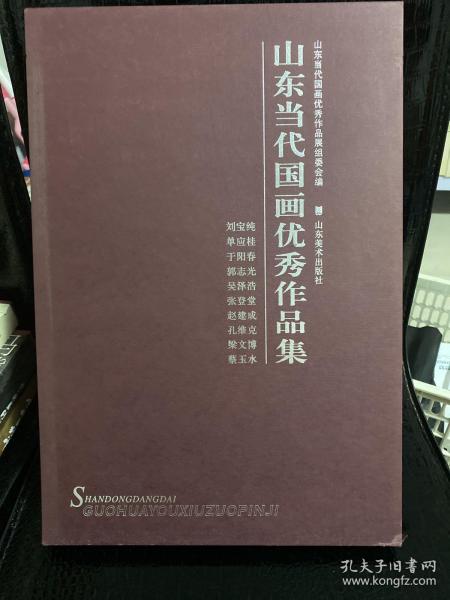 山东当代国画优秀作品展组委会编
山东美术出版社
山东当代国画优秀作品集
刘宝纯
单应桂
于阳春
郭志光
吴泽浩
张登堂
赵建成
孔维克
梁文博
蔡玉水
SHANDONGDANGDAI
GUOHUAYOUXIUZUOPINJI
孔夫子旧书网
www.kongfz.com